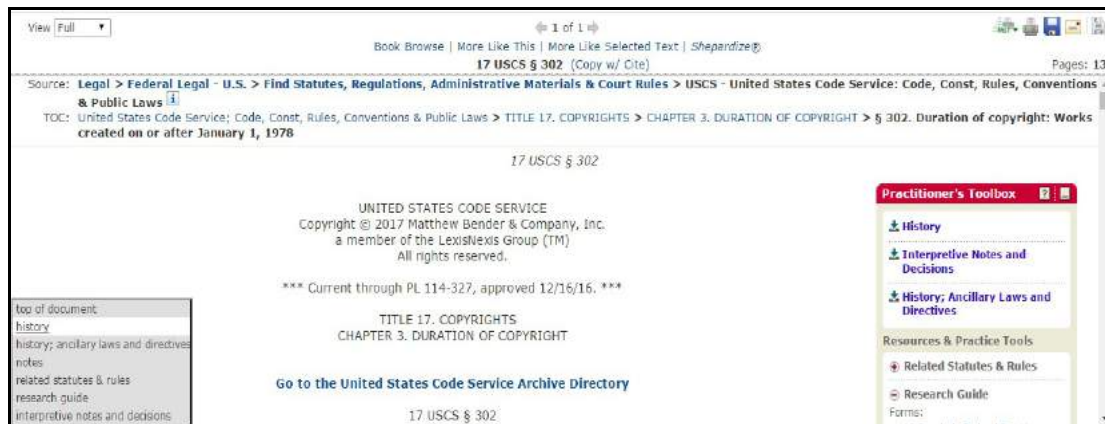 View Full
1 of 1
Book Browse | More Like This | More Like Selected Text | Shepardize®
17 USCS § 302 (Copy w/ Cite)
Pages: 13
Source: Legal > Federal Legal - U.S. > Find Statutes, Regulations, Administrative Materials & Court Rules > USCS - United States Code Service: Code, Const, Rules, Conventions
& Public Laws i
TOC: United States Code Service; Code, Const, Rules, Conventions & Public Laws > TITLE 17. COPYRIGHTS > CHAPTER 3. DURATION OF COPYRIGHT > § 302. Duration of copyright: Works
created on or after January 1, 1978
17 USCS § 302
UNITED STATES CODE SERVICE
Copyright © 2017 Matthew Bender & Company, Inc.
a member of the LexisNexis Group (TM)
All rights reserved.
*** Current through PL 114-327, approved 12/16/16. ***
TITLE 17. COPYRIGHTS
CHAPTER 3. DURATION OF COPYRIGHT
Go to the United States Code Service Archive Directory
17 USCS § 302
top of document
history
history; ancillary laws and directives
notes
related statutes & rules
research guide
interpretive notes and decisions
Practitioner's Toolbox ?
History
Interpretive Notes and
Decisions
History; Ancillary Laws and
Directives
Resources & Practice Tools
Related Statutes & Rules
Research Guide
Forms: